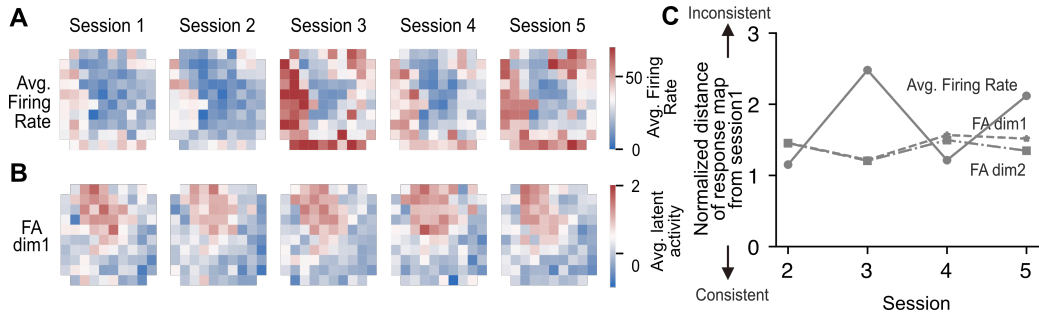 A
Session 1
Session 2
Session 3
Session 4
Session 5
Avg.
Firing
Rate
50
0
Avg. Firing
Rate
B
FA
dim1
2
0
Avg. latent
activity
C
Inconsistent
Normalized distance
of response map
from session1
Consistent
3
2
1
0
Avg. Firing Rate
FA dim1
FA dim2
2
3
4
5
Session